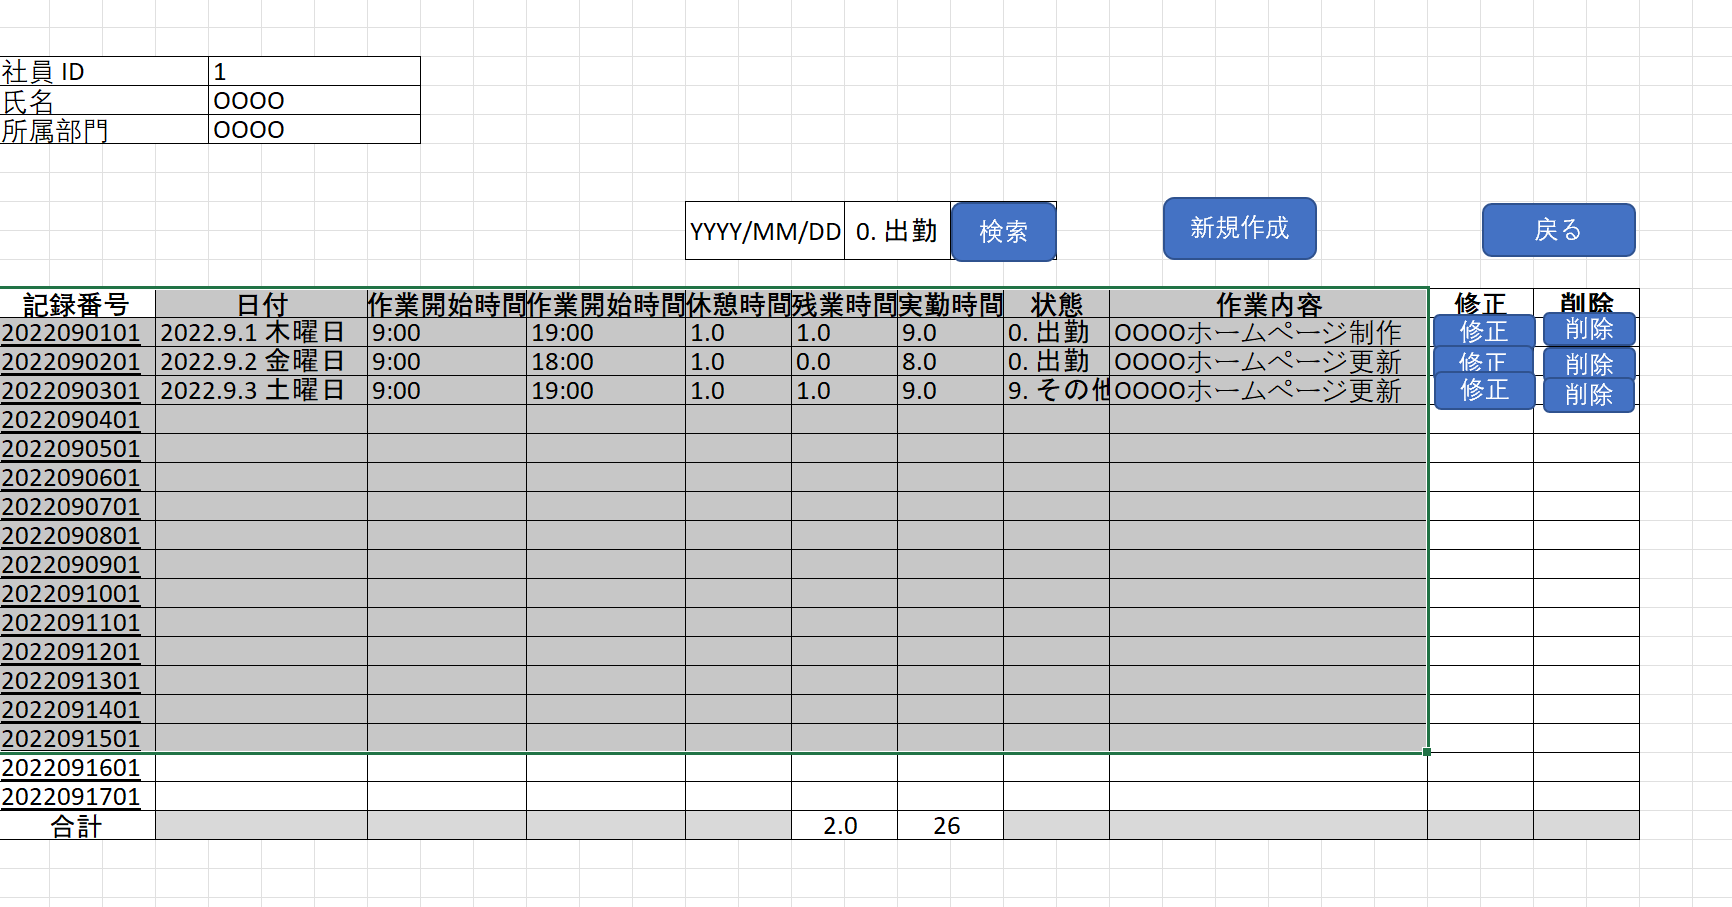 社員 ID 1
氏名 OOOO
所属部門 OOOO
YYYY/MM/DD 0. 出勤 検索 新規作成 戻る
記録番号 日付 作業開始時間 作業開始時間 休憩時間 残業時間 実勤時間 状態 作業内容 修正 削除
2022090101 2022.9.1 木曜日 9:00 19:00 1.0 1.0 9.0 0. 出勤 OOOOホームページ制作 修正 削除
2022090201 2022.9.2 金曜日 9:00 18:00 1.0 0.0 8.0 0. 出勤 OOOOホームページ更新 修正 削除
2022090301 2022.9.3 土曜日 9:00 19:00 1.0 1.0 9.0 9. その他 OOOOホームページ更新 修正 削除
2022090401
2022090501
2022090601
2022090701
2022090801
2022090901
2022091001
2022091101
2022091201
2022091301
2022091401
2022091501
2022091601
2022091701
合計 2.0 26